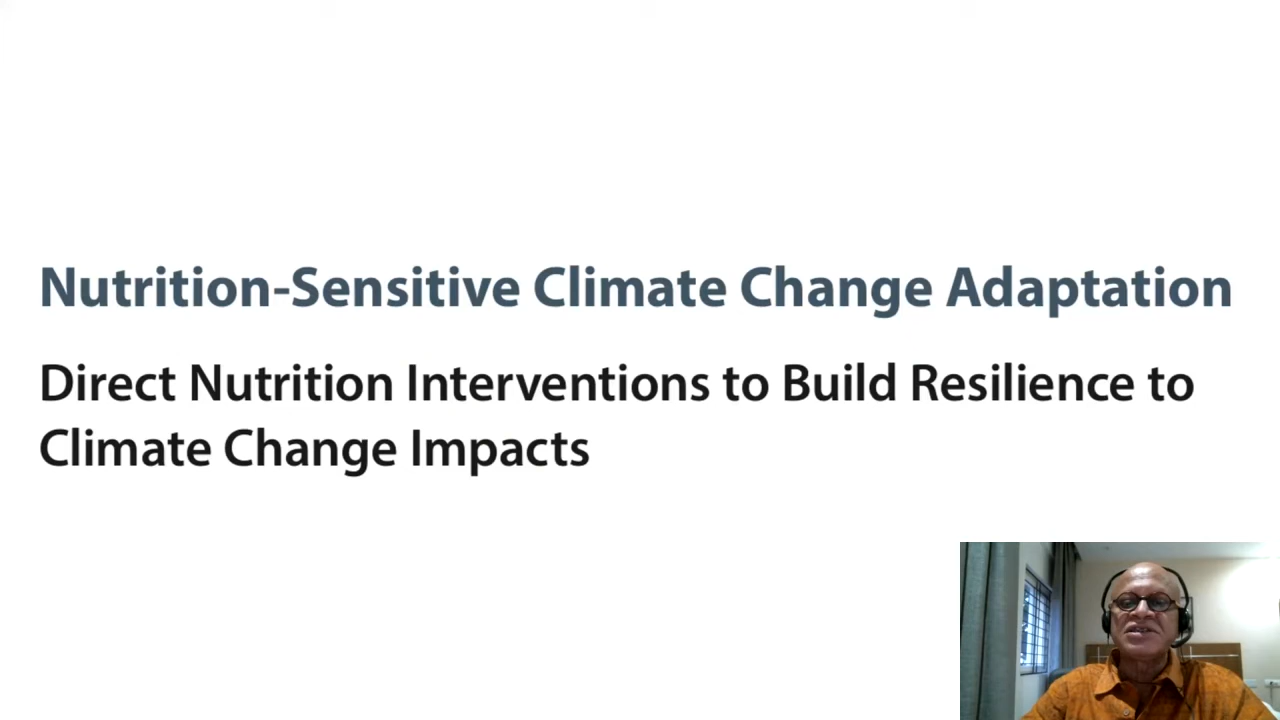 Nutrition-Sensitive Climate Change Adaptation
Direct Nutrition Interventions to Build Resilience to
Climate Change Impacts